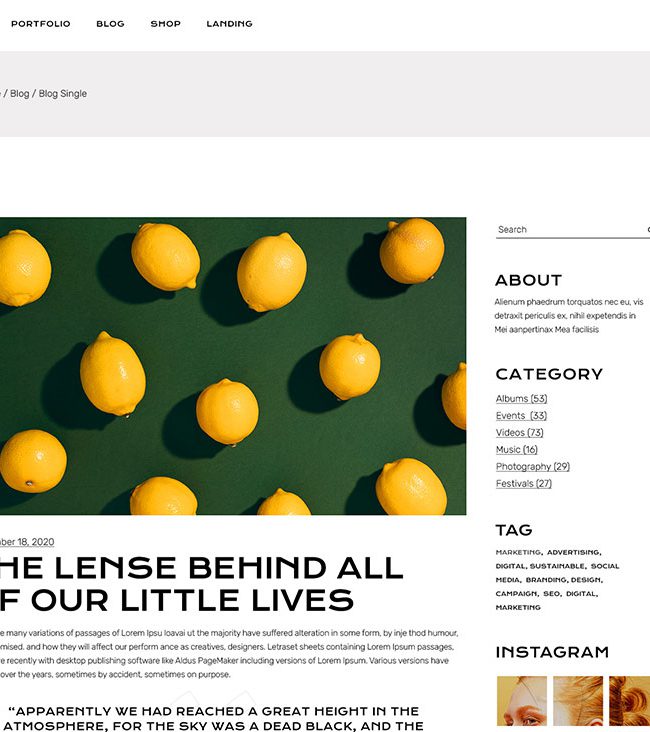 PORTFOLIO BLOG SHOP LANDING
/ Blog / Blog Single
Search
ABOUT
Alienum phaedrum torquatos nec eu, vis
detraxit periculis ex, nihil expetendis in
Mei aanpertinax Mea facilisis
CATEGORY
Albums (53)
Events (33)
Videos (73)
Music (16)
Photography (29)
Festivals (27)
TAG
MARKETING, ADVERTISING,
DIGITAL, SUSTAINABLE, SOCIAL
MEDIA, BRANDING, DESIGN,
CAMPAIGN, SEO, DIGITAL,
MARKETING
INSTAGRAM
ber 18, 2020
HE LENSE BEHIND ALL
F OUR LITTLE LIVES
e many variations of passages of Lorem Ipsu loavai ut the majority have suffered alteration in some form, by inje thod humour,
mised, and how they will affect our perform ance as creatives, designers. Letraset sheets containing Lorem Ipsum passages,
e recently with desktop publishing software like Aldus PageMaker including versions of Lorem Ipsum. Various versions have
over the years, sometimes by accident, sometimes on purpose.
“APPARENTLY WE HAD REACHED A GREAT HEIGHT IN THE
ATMOSPHERE, FOR THE SKY WAS A DEAD BLACK, AND THE